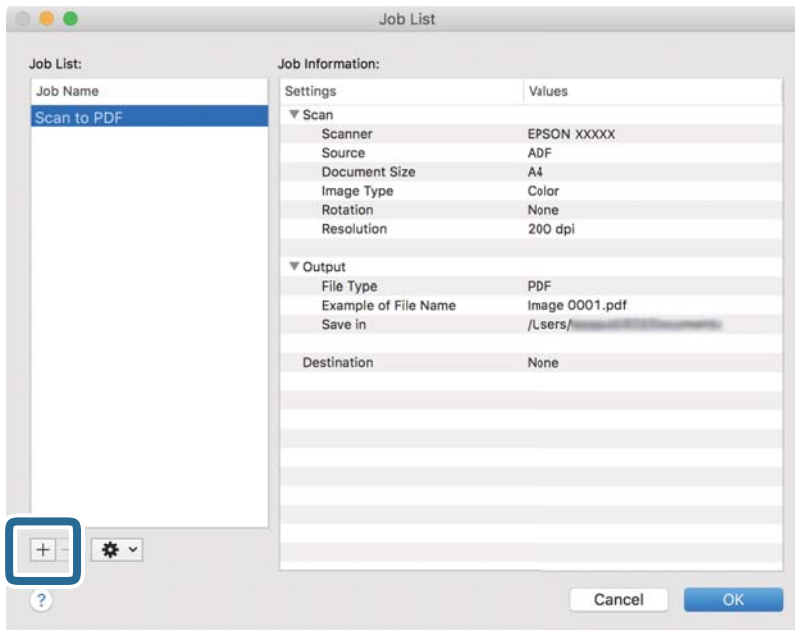 Job List
Job List:
Job Information:
Job Name
Settings Values
Scan to PDF
Scan
Scanner EPSON XXXXX
Source ADF
Document Size A4
Image Type Color
Rotation None
Resolution 200 dpi
Output
File Type PDF
Example of File Name Image 0001.pdf
Save in /Users/
Destination None
+ −
?
Cancel OK